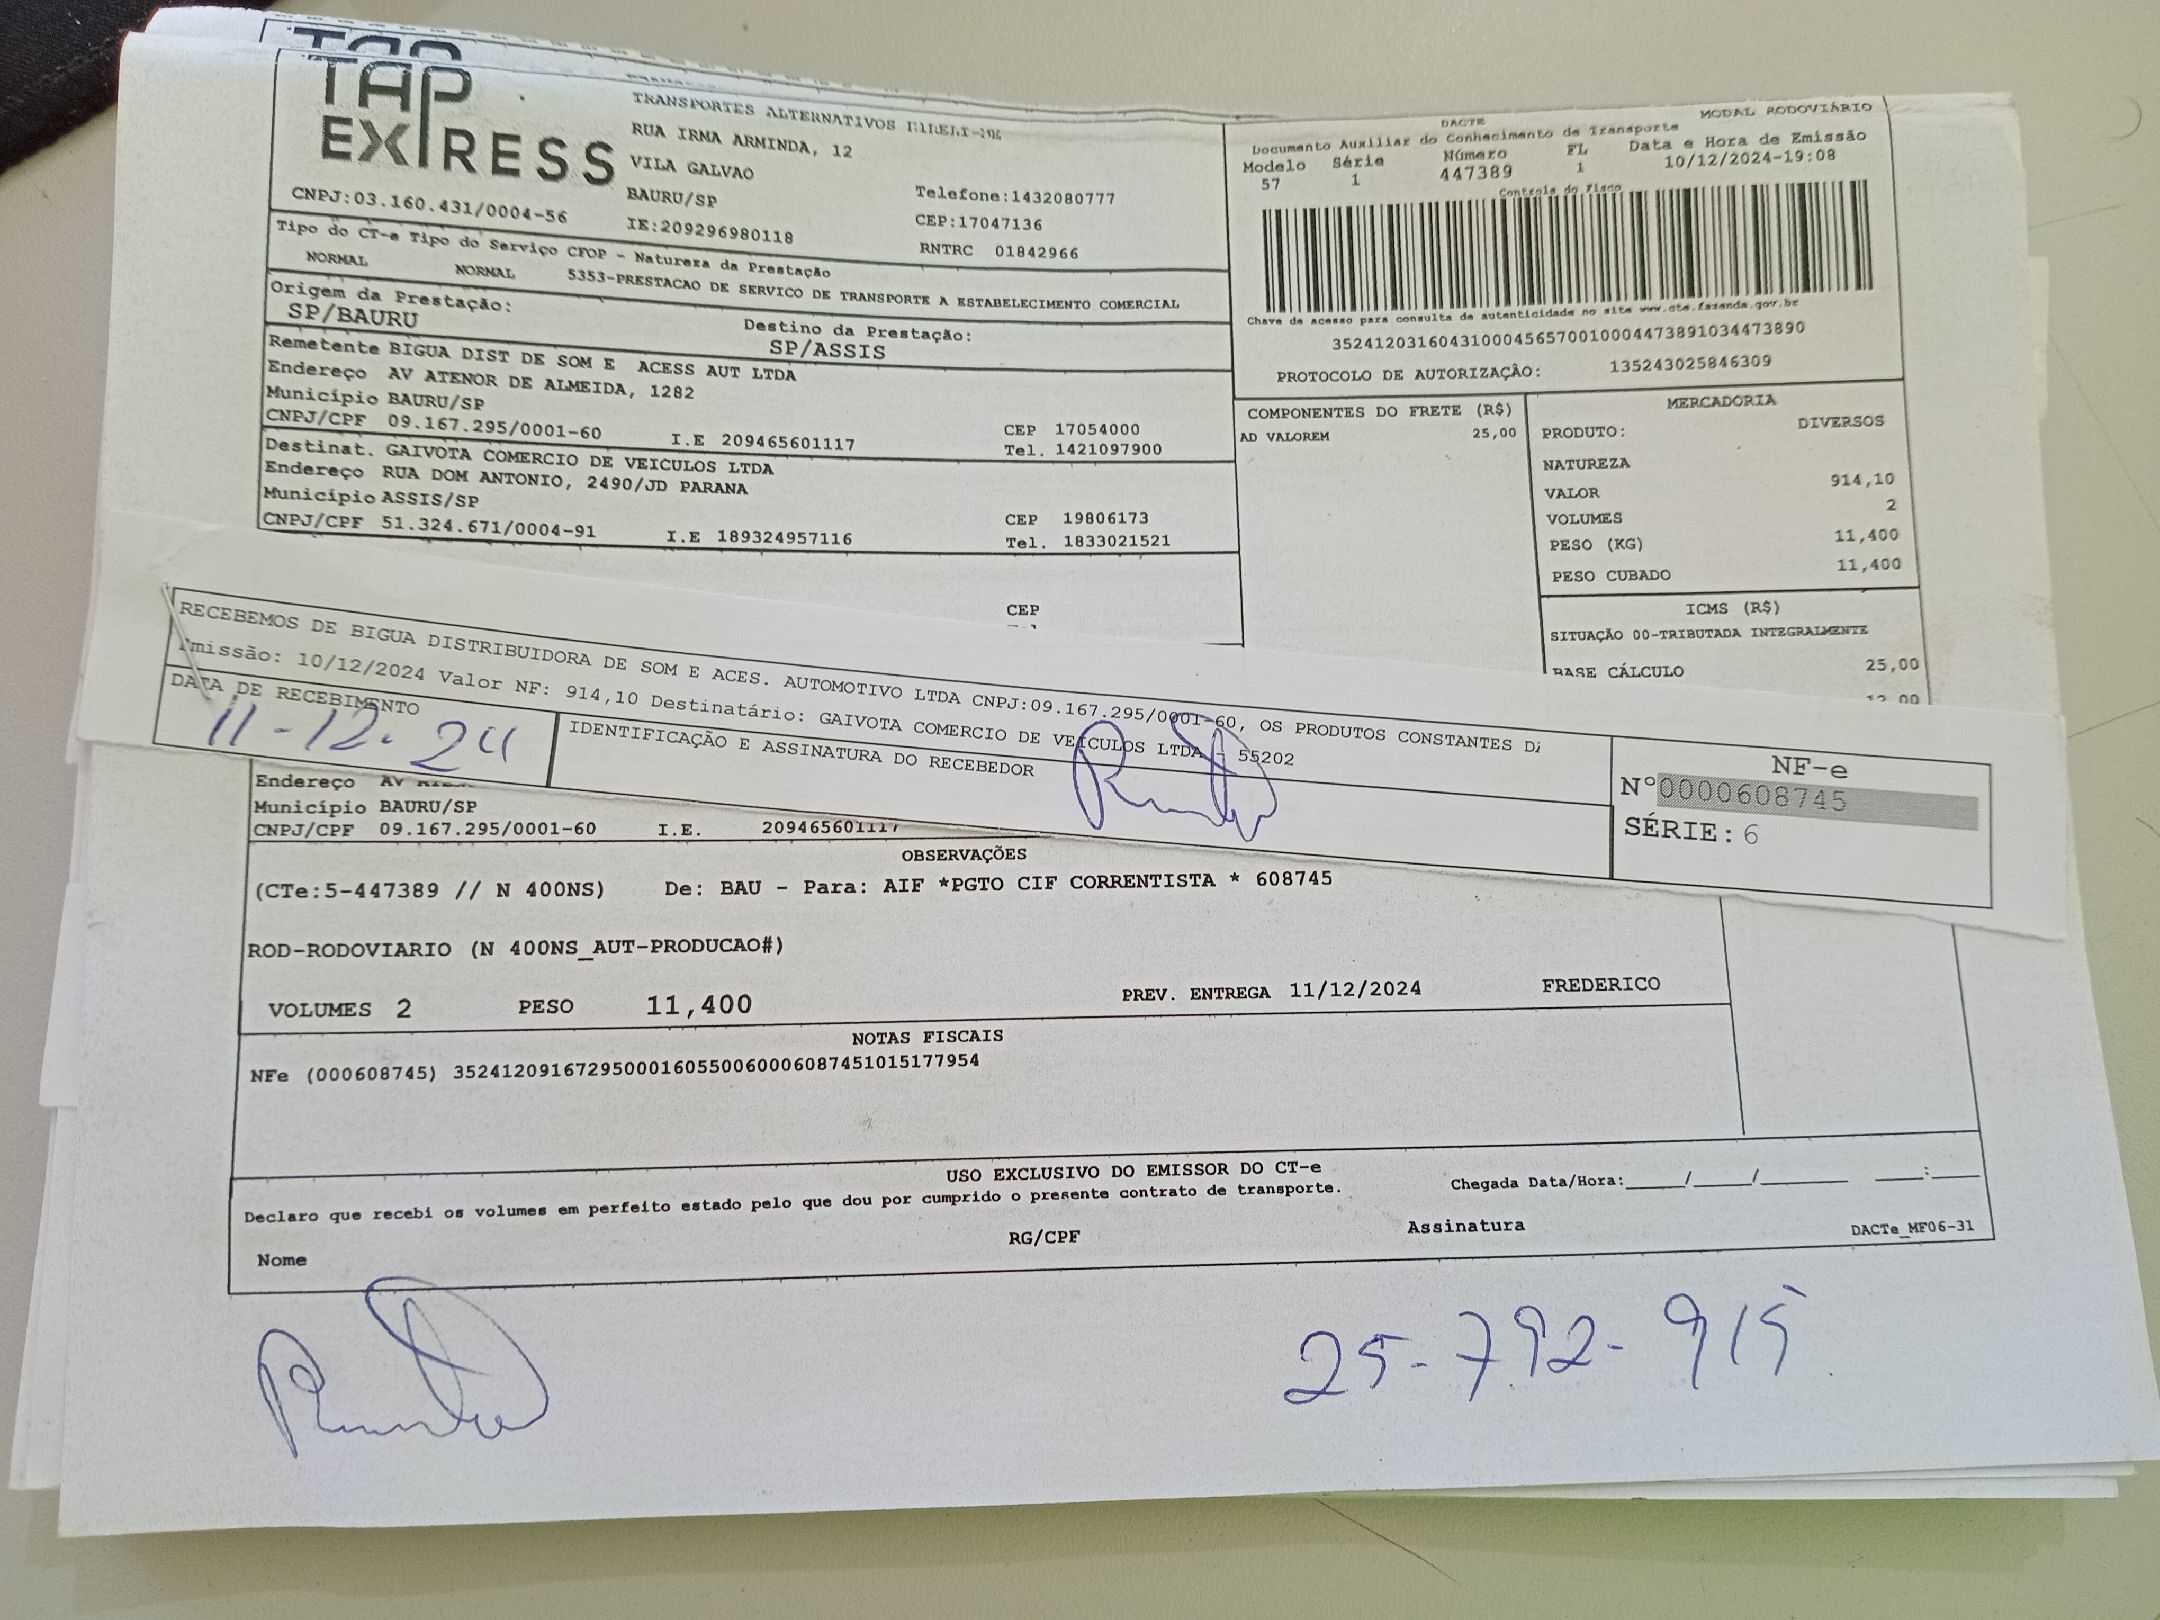 TAP
EXPRESS
CNPJ:03.160.431/0004-56
TRANSPORTES ALTERNATIVOS EIRELI-ME
RUA IRMA ARMINDA, 12
VILA GALVAO
BAURU/SP
IE:209296980118
Telefone:1432080777
CEP:17047136
RNTRC 01842966
Tipo do CT-e Tipo do Serviço CFOP - Natureza da Prestação
NORMAL NORMAL 5353-PRESTACAO DE SERVICO DE TRANSPORTE A ESTABELECIMENTO COMERCIAL
Origem da Prestação:
SP/BAURU
Destino da Prestação:
SP/ASSIS
Remetente BIGUA DIST DE SOM E ACESS AUT LTDA
Endereço AV ATENOR DE ALMEIDA, 1282
Município BAURU/SP
CNPJ/CPF 09.167.295/0001-60 I.E 209465601117
CEP 17054000
Tel. 1421097900
Destinat. GAIVOTA COMERCIO DE VEICULOS LTDA
Endereço RUA DOM ANTONIO, 2490/JD PARANA
Município ASSIS/SP
CNPJ/CPF 51.324.671/0004-91 I.E 189324957116
CEP 19806173
Tel. 1833021521
CEP
DACTE
MODAL RODOVIÁRIO
Documento Auxiliar do Conhecimento de Transporte
Modelo Série Número FL Data e Hora de Emissão
57 1 447389 1 10/12/2024-19:08
Controle do Fisco
Chave de acesso para consulta de autenticidade no site www.cte.fazenda.gov.br
35241203160431000456570010004473891034473890
PROTOCOLO DE AUTORIZAÇÃO: 135243025846309
COMPONENTES DO FRETE (R$)
AD VALOREM 25,00
MERCADORIA
PRODUTO: DIVERSOS
NATUREZA
VALOR 914,10
VOLUMES 2
PESO (KG) 11,400
PESO CUBADO 11,400
ICMS (R$)
SITUAÇÃO 00-TRIBUTADA INTEGRALMENTE
BASE CÁLCULO 25,00
12,00
RECEBEMOS DE BIGUA DISTRIBUIDORA DE SOM E ACES. AUTOMOTIVO LTDA CNPJ:09.167.295/0001-60, OS PRODUTOS CONSTANTES DA
Emissão: 10/12/2024 Valor NF: 914,10 Destinatário: GAIVOTA COMERCIO DE VEICULOS LTDA - 55202
DATA DE RECEBIMENTO
11-12-24
IDENTIFICAÇÃO E ASSINATURA DO RECEBEDOR
NF-e
Nº0000608745
SÉRIE: 6
Endereço AV
Município BAURU/SP
CNPJ/CPF 09.167.295/0001-60 I.E. 209465601117
OBSERVAÇÕES
(CTe:5-447389 // N 400NS) De: BAU - Para: AIF *PGTO CIF CORRENTISTA * 608745
ROD-RODOVIARIO (N 400NS_AUT-PRODUCAO#)
VOLUMES 2 PESO 11,400 PREV. ENTREGA 11/12/2024 FREDERICO
NOTAS FISCAIS
NFe (000608745) 35241209167295000160550060006087451015177954
USO EXCLUSIVO DO EMISSOR DO CT-e
Declaro que recebi os volumes em perfeito estado pelo que dou por cumprido o presente contrato de transporte.
Chegada Data/Hora:_____/_____/________ ____:____
Nome RG/CPF Assinatura DACTe_MF06-31
25-792-915